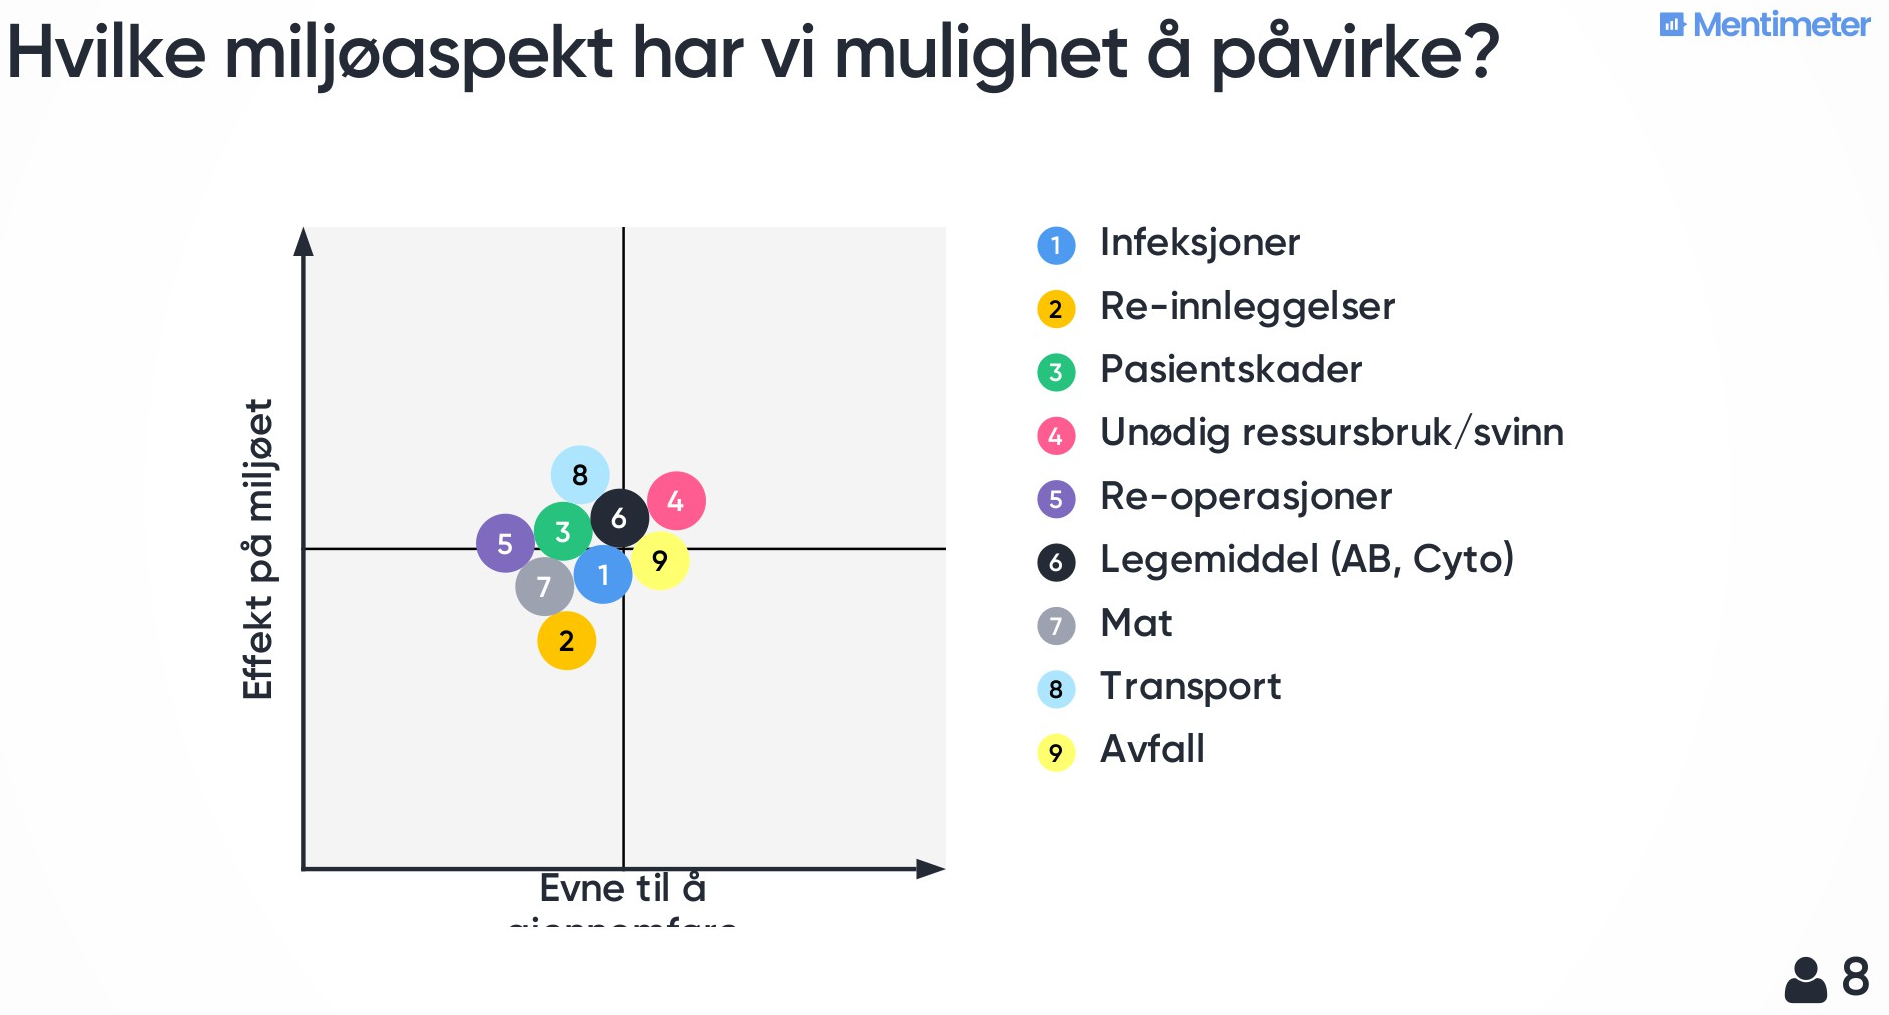 Hvilke miljøaspekt har vi mulighet å påvirke?
Mentimeter
Effekt på miljøet
8
4
6
3
5
9
1
7
2
Evne til å
1 Infeksjoner
2 Re-innleggelser
3 Pasientskader
4 Unødig ressursbruk/svinn
5 Re-operasjoner
6 Legemiddel (AB, Cyto)
7 Mat
8 Transport
9 Avfall
8